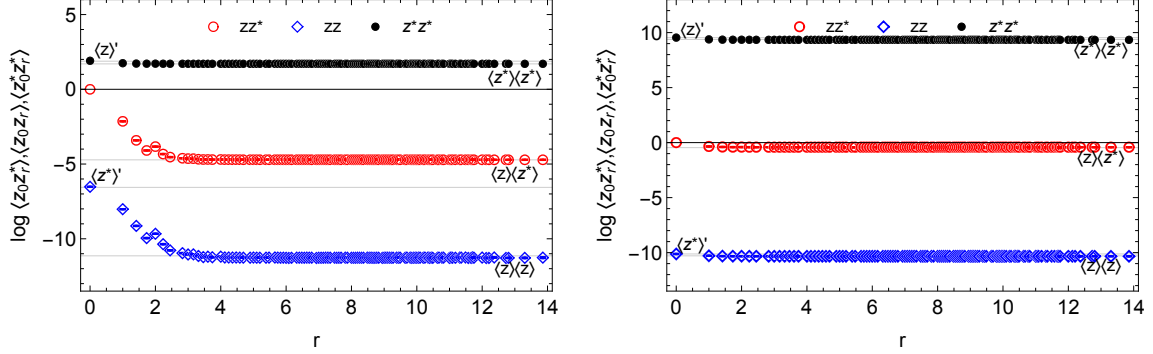 zz* zz z*z*
5
0
−5
−10
0 2 4 6 8 10 12 14
⟨z⟩'
⟨z*⟩⟨z*⟩
⟨z⟩⟨z*⟩
⟨z*⟩'
⟨z⟩⟨z⟩
log ⟨z₀z*ᵣ⟩,⟨z₀zᵣ⟩,⟨z*₀z*ᵣ⟩
r
zz* zz z*z*
10
5
0
−5
−10
0 2 4 6 8 10 12 14
⟨z⟩'
⟨z*⟩⟨z*⟩
⟨z⟩⟨z*⟩
⟨z*⟩'
⟨z⟩⟨z⟩
log ⟨z₀z*ᵣ⟩,⟨z₀zᵣ⟩,⟨z*₀z*ᵣ⟩
r